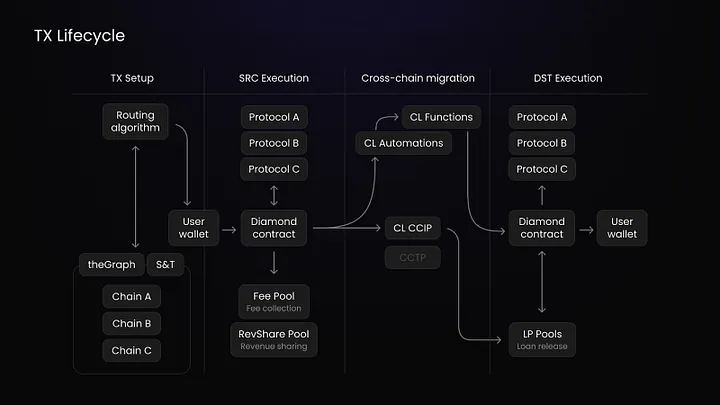 TX Lifecycle
TX Setup
SRC Execution
Cross-chain migration
DST Execution
Routing
algorithm
User
wallet
theGraph
S&T
Chain A
Chain B
Chain C
Protocol A
Protocol B
Protocol C
Diamond
contract
Fee Pool
Fee collection
RevShare Pool
Revenue sharing
CL Functions
CL Automations
CL CCIP
CCTP
Protocol A
Protocol B
Protocol C
Diamond
contract
User
wallet
LP Pools
Loan release